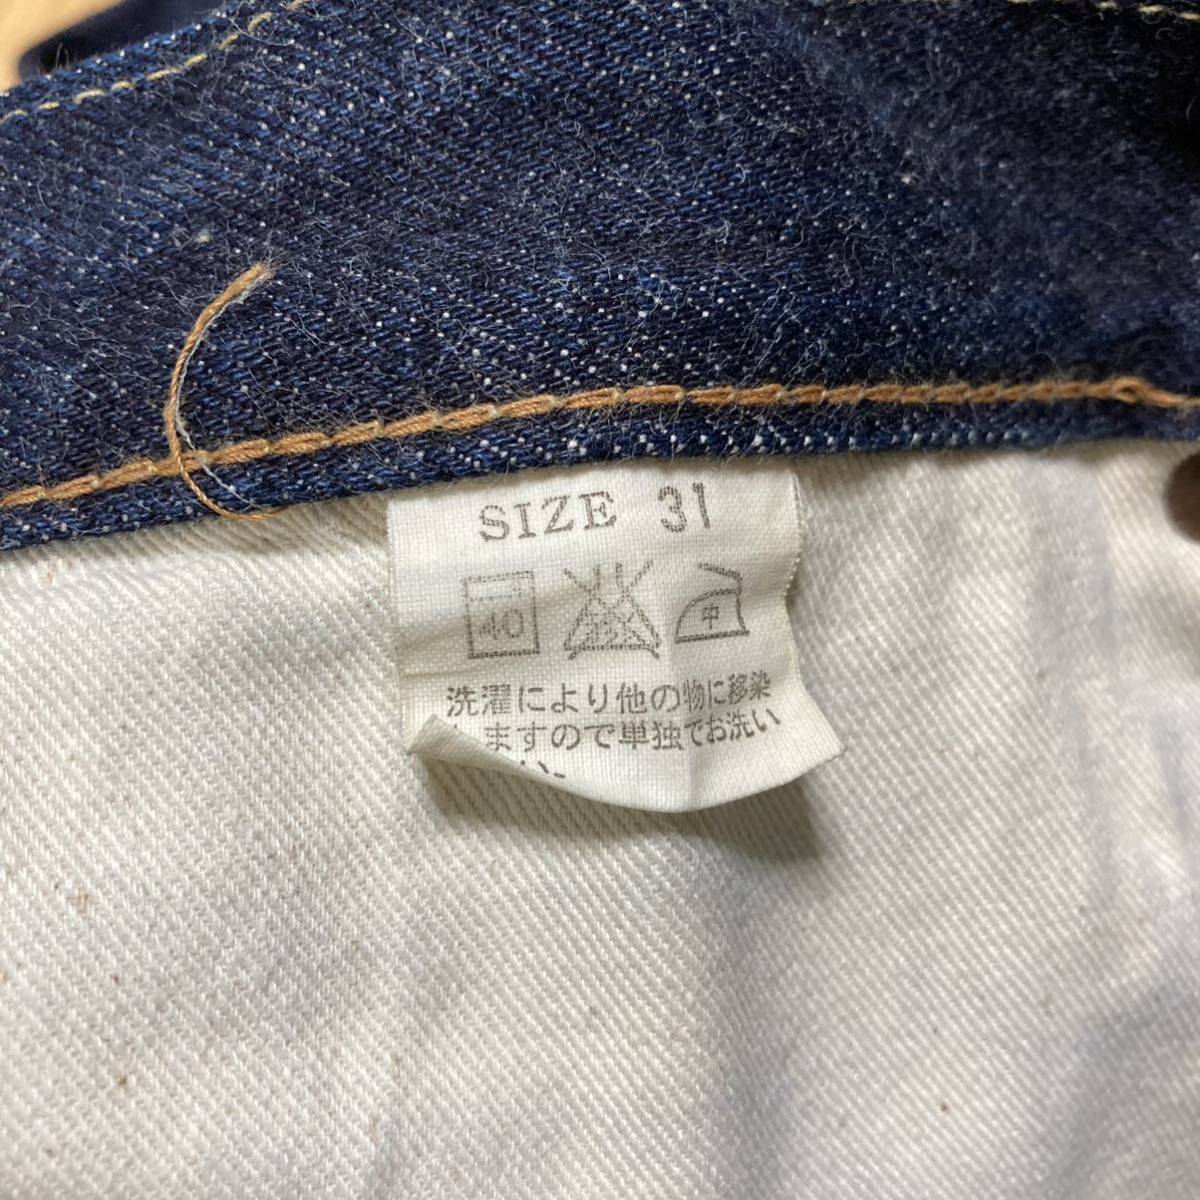 SIZE 31
40
中
洗濯により他の物に移染
ますので単独でお洗い